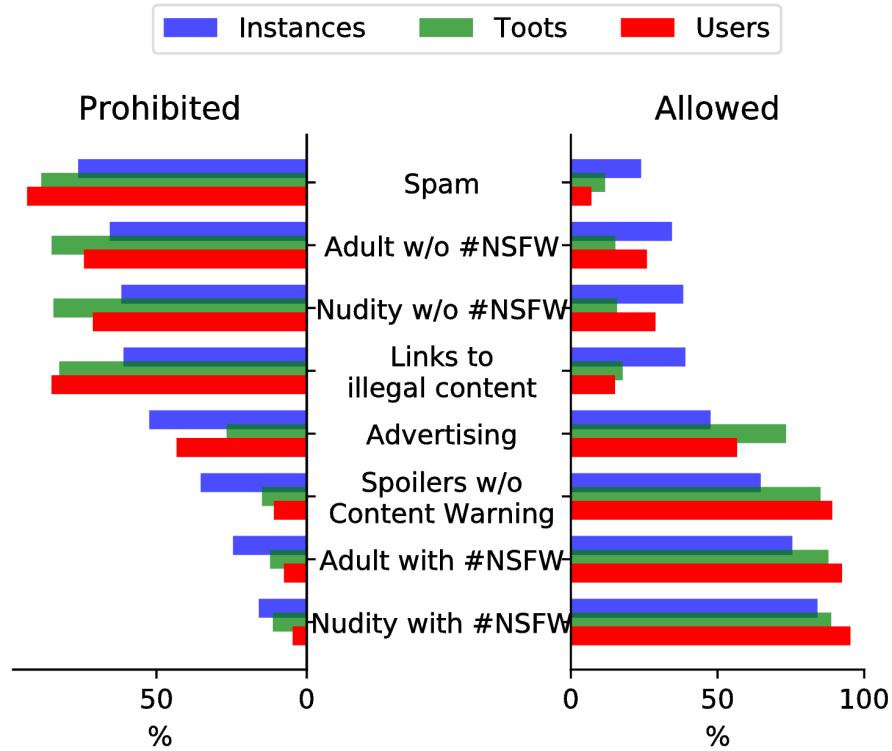 Instances Toots Users
Prohibited Allowed
Spam
Adult w/o #NSFW
Nudity w/o #NSFW
Links to
illegal content
Advertising
Spoilers w/o
Content Warning
Adult with #NSFW
Nudity with #NSFW
50 0 0 50 100
% %